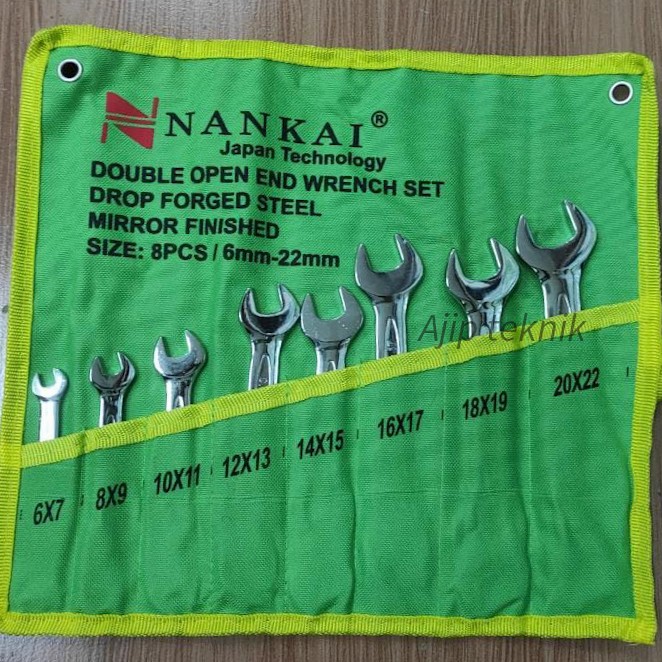 NANKAI®
Japan Technology
DOUBLE OPEN END WRENCH SET
DROP FORGED STEEL
MIRROR FINISHED
SIZE: 8PCS / 6mm-22mm
Ajip teknik
6X7
8X9
10X11
12X13
14X15
16X17
18X19
20X22